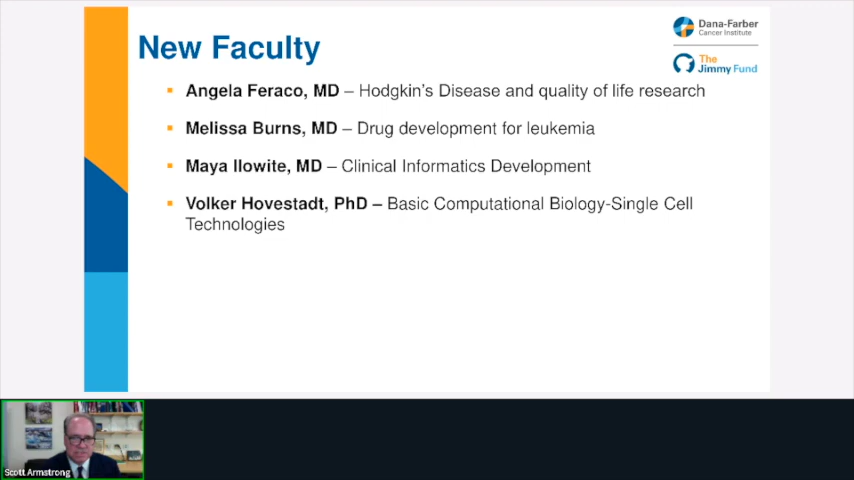 New Faculty
Dana-Farber
Cancer Institute
The
Jimmy Fund
Angela Feraco, MD – Hodgkin's Disease and quality of life research
Melissa Burns, MD – Drug development for leukemia
Maya Ilowite, MD – Clinical Informatics Development
Volker Hovestadt, PhD – Basic Computational Biology-Single Cell
Technologies
Scott Armstrong